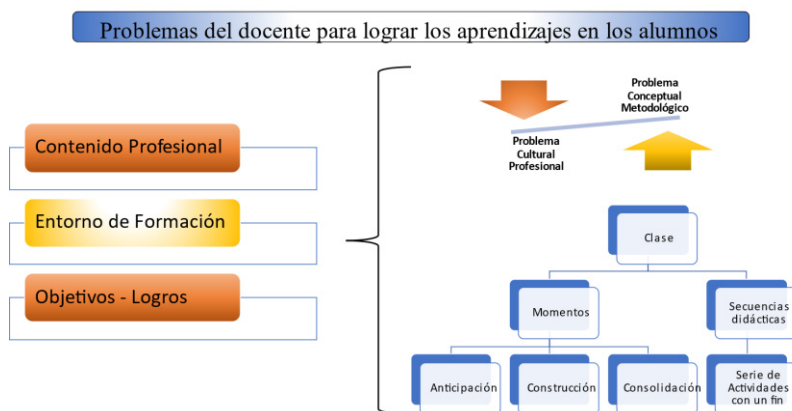 Problemas del docente para lograr los aprendizajes en los alumnos
Contenido Profesional
Entorno de Formación
Objetivos - Logros
Problema
Conceptual
Metodológico
Problema
Cultural
Profesional
Clase
Momentos
Secuencias
didácticas
Anticipación
Construcción
Consolidación
Serie de
Actividades
con un fin